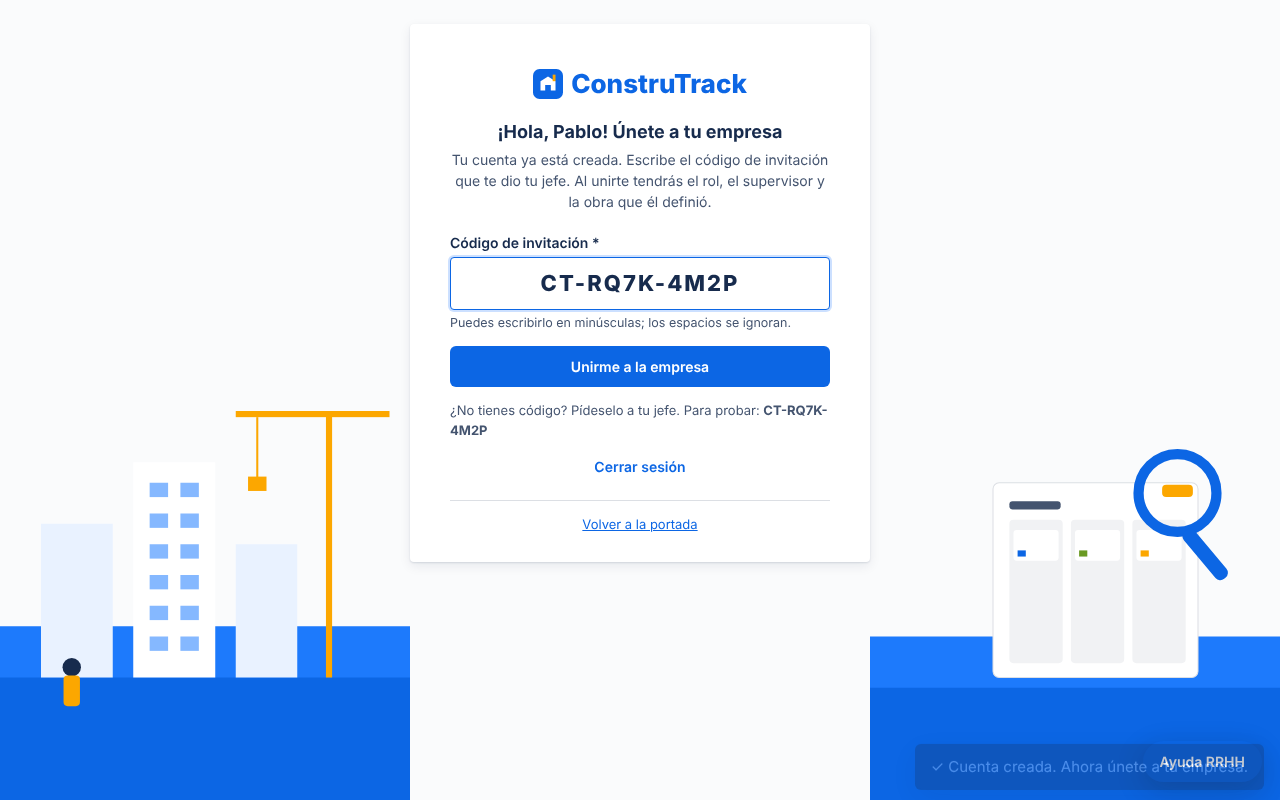 ConstruTrack
¡Hola, Pablo! Únete a tu empresa
Tu cuenta ya está creada. Escribe el código de invitación
que te dio tu jefe. Al unirte tendrás el rol, el supervisor y
la obra que él definió.
Código de invitación *
CT-RQ7K-4M2P
Puedes escribirlo en minúsculas; los espacios se ignoran.
Unirme a la empresa
¿No tienes código? Pídeselo a tu jefe. Para probar: CT-RQ7K-
4M2P
Cerrar sesión
Volver a la portada
✓ Cuenta creada. Ahora únete a tu empresa.
Ayuda RRHH